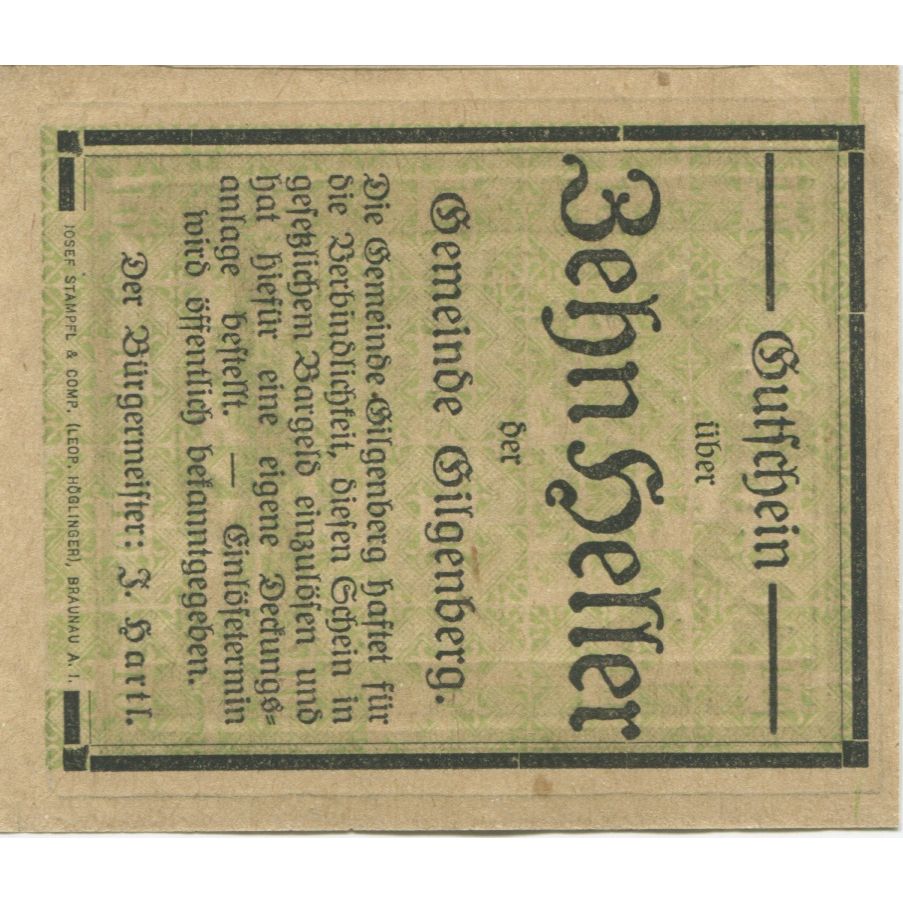 — Gutschein —
über
Zehn Heller
der
Gemeinde Gilgenberg.
Die Gemeinde Gilgenberg haftet für
die Verbindlichkeit, diesen Schein in
gesetzlichem Bargeld einzulösen und
hat hiefür eine eigene Deckungs=
anlage bestellt. — Einlösetermin
wird öffentlich bekanntgegeben.
Der Bürgermeister: J. Hartl.
JOSEF STAMPFL & COMP. (LEOP. HÖGLINGER), BRAUNAU A. I.